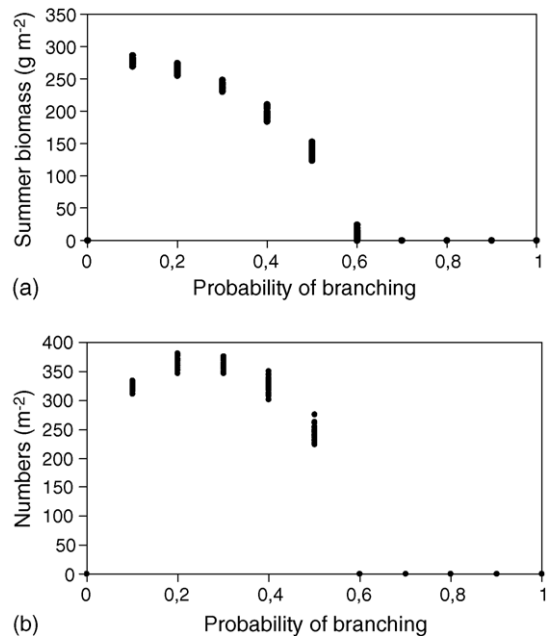 350
300
250
200
150
100
50
0
Summer biomass (g m-2)
0 0,2 0,4 0,6 0,8 1
(a) Probability of branching
400
350
300
250
200
150
100
50
0
Numbers (m-2)
0 0,2 0,4 0,6 0,8 1
(b) Probability of branching